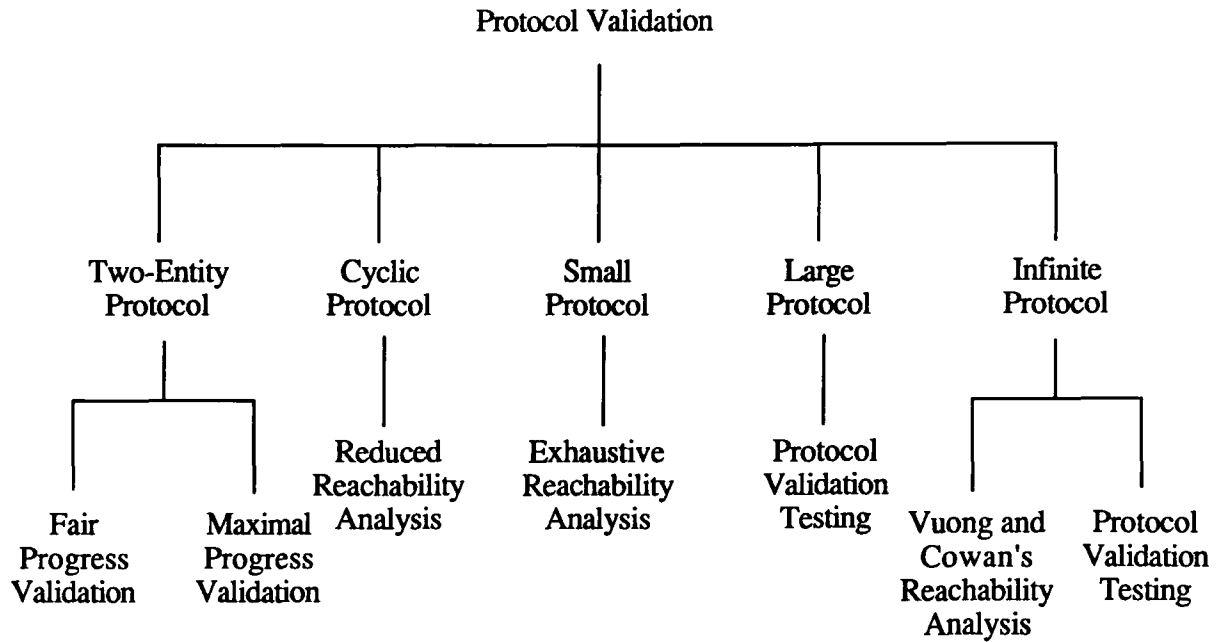 Protocol Validation
Two-Entity
Protocol
Cyclic
Protocol
Small
Protocol
Large
Protocol
Infinite
Protocol
Fair
Progress
Validation
Maximal
Progress
Validation
Reduced
Reachability
Analysis
Exhaustive
Reachability
Analysis
Protocol
Validation
Testing
Vuong and
Cowan's
Reachability
Analysis
Protocol
Validation
Testing